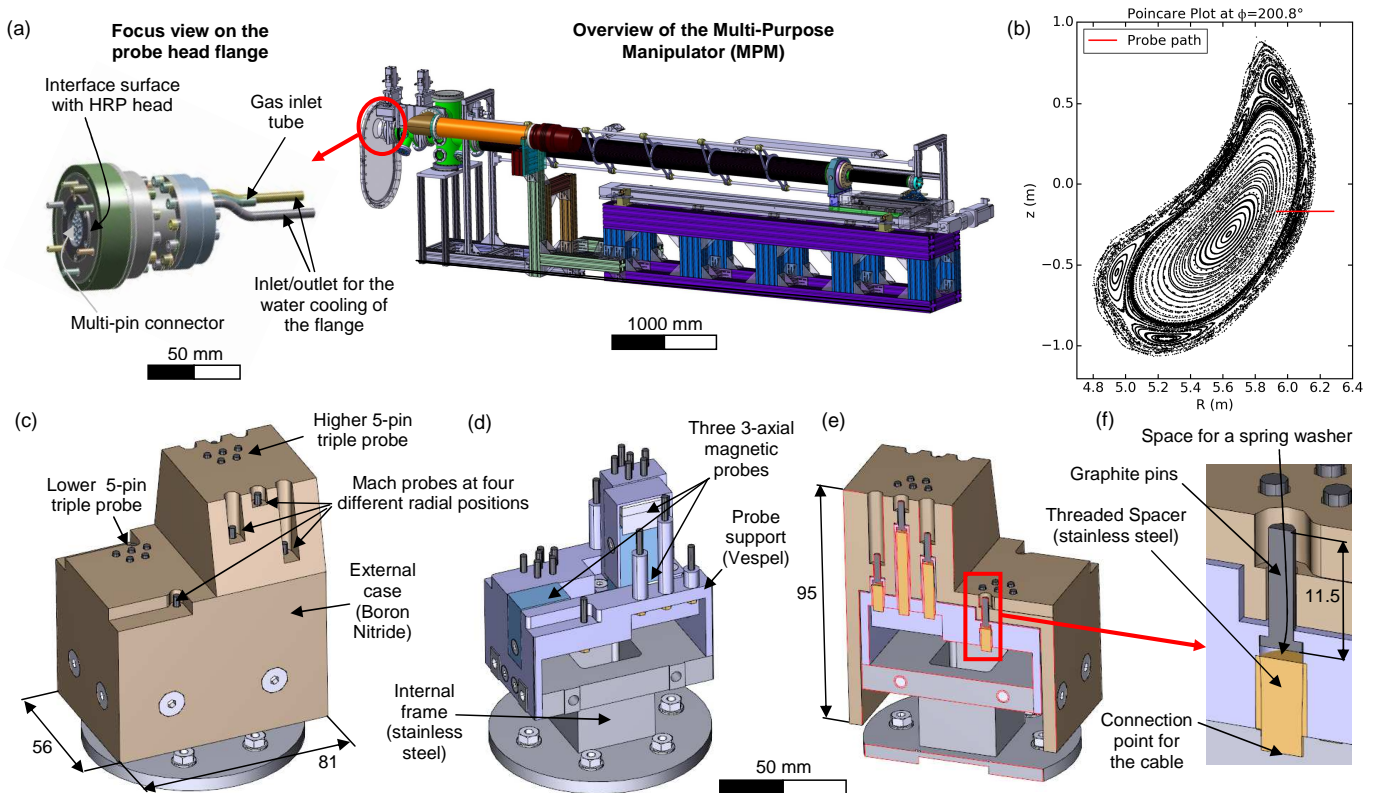 (a)
Focus view on the
probe head flange
Interface surface
with HRP head
Gas inlet
tube
Inlet/outlet for the
water cooling of
the flange
Multi-pin connector
50 mm
Overview of the Multi-Purpose
Manipulator (MPM)
1000 mm
(b)
Poincare Plot at ϕ=200.8°
Probe path
1.0
0.5
0.0
−0.5
−1.0
z (m)
4.8 5.0 5.2 5.4 5.6 5.8 6.0 6.2 6.4
R (m)
(c)
Higher 5-pin
triple probe
Lower 5-pin
triple probe
Mach probes at four
different radial positions
External
case
(Boron
Nitride)
56
81
(d)
Three 3-axial
magnetic
probes
Probe
support
(Vespel)
Internal
frame
(stainless
steel)
50 mm
(e)
95
(f)
Space for a spring washer
Graphite pins
Threaded Spacer
(stainless steel)
11.5
Connection
point for
the cable